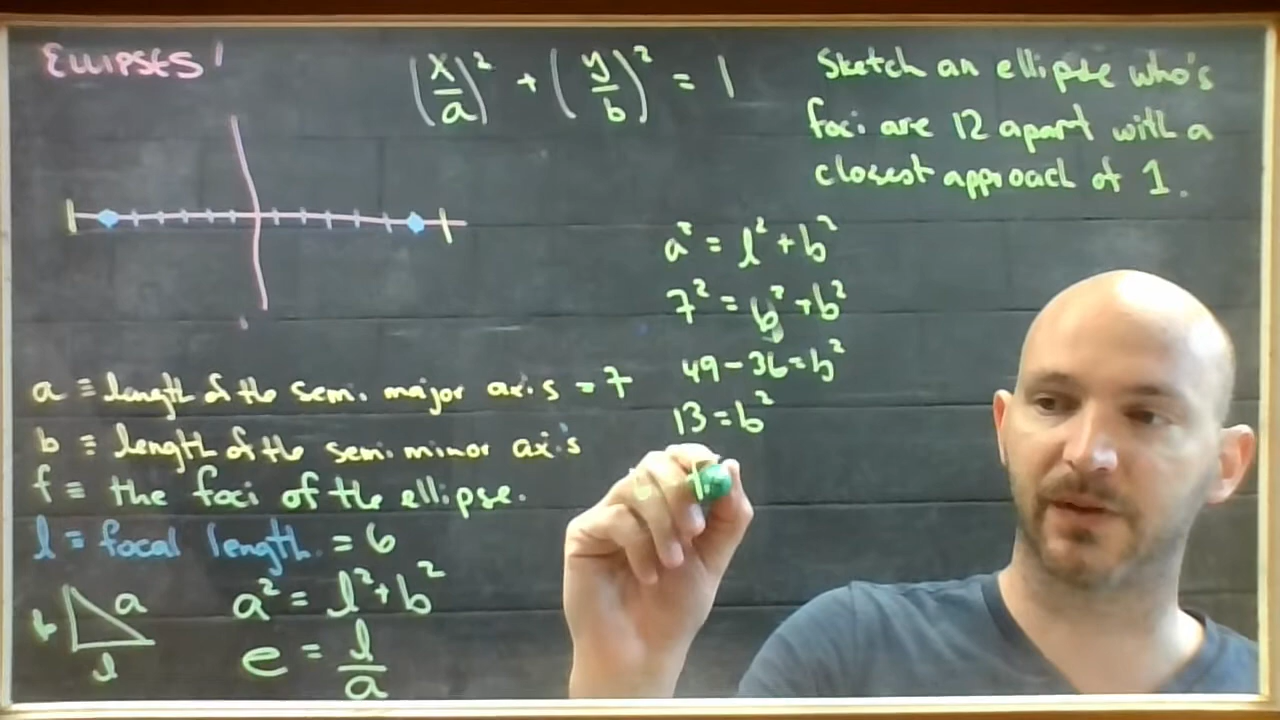 ELLIPSES!
(x/a)² + (y/b)² = 1
Sketch an ellipse who's
foci are 12 apart with a
closest approach of 1.
a² = l² + b²
7² = 6² + b²
49 - 36 = b²
13 = b²
a ≡ length of the semi major axis = 7
b ≡ length of the semi minor axis
f ≡ the foci of the ellipse.
l ≡ focal length = 6
b a l
a² = l² + b²
e = l/a